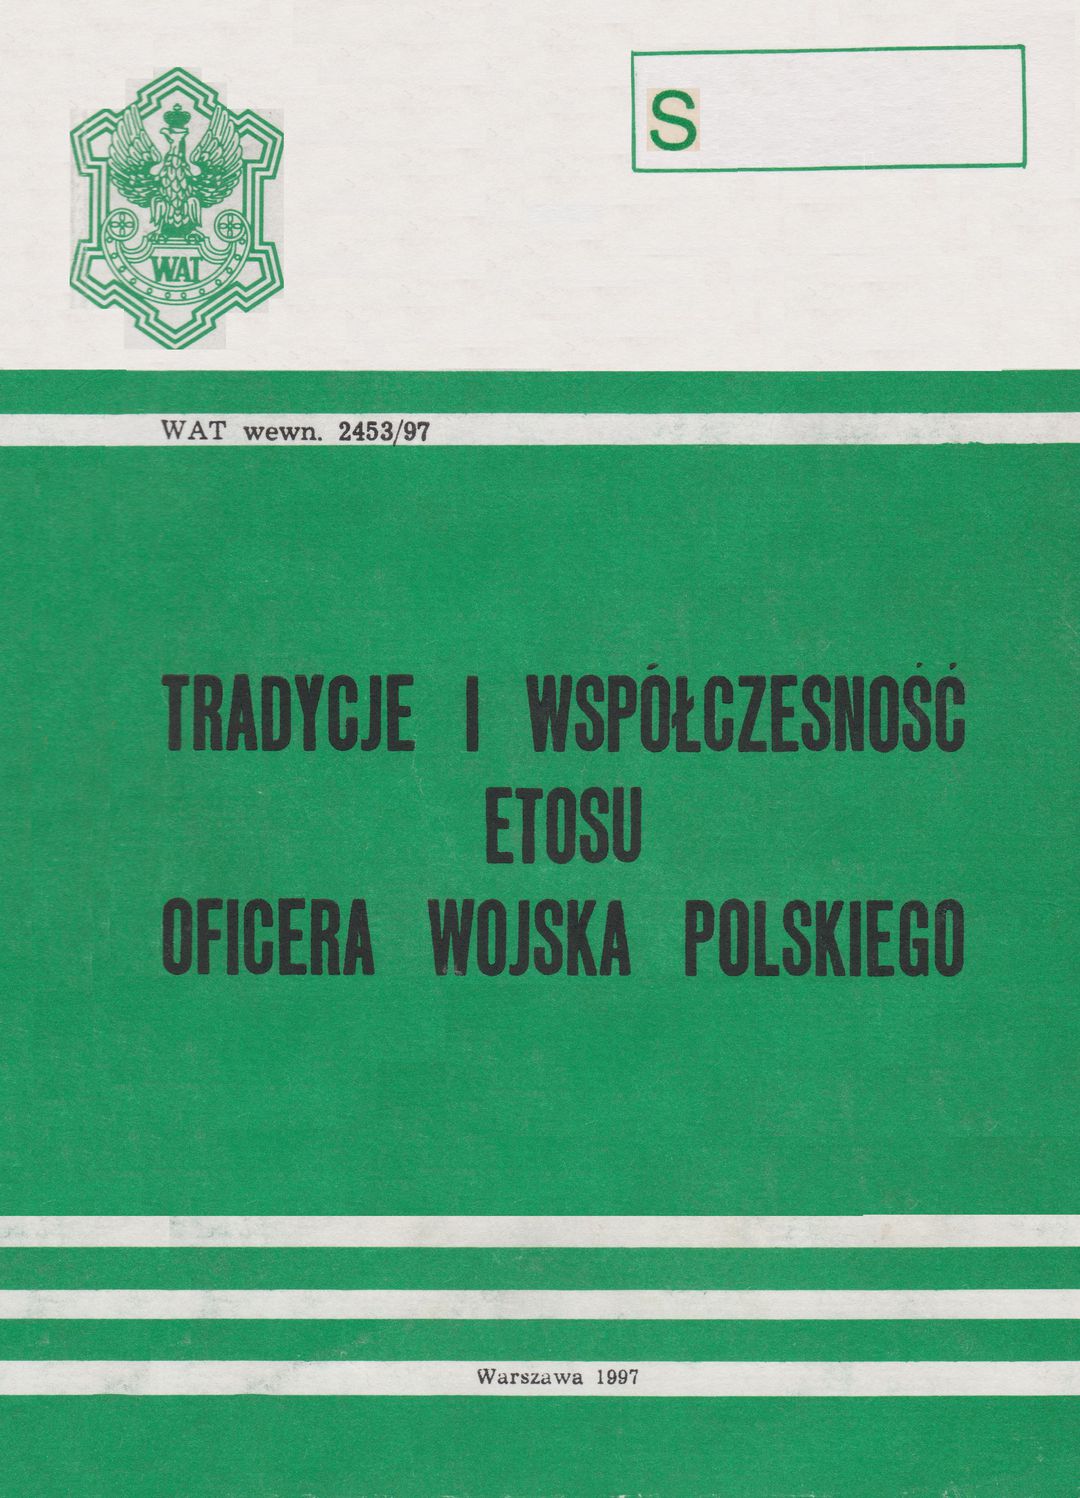 S
WAT
WAT wewn. 2453/97
TRADYCJE I WSPÓŁCZESNOŚĆ
ETOSU
OFICERA WOJSKA POLSKIEGO
Warszawa 1997